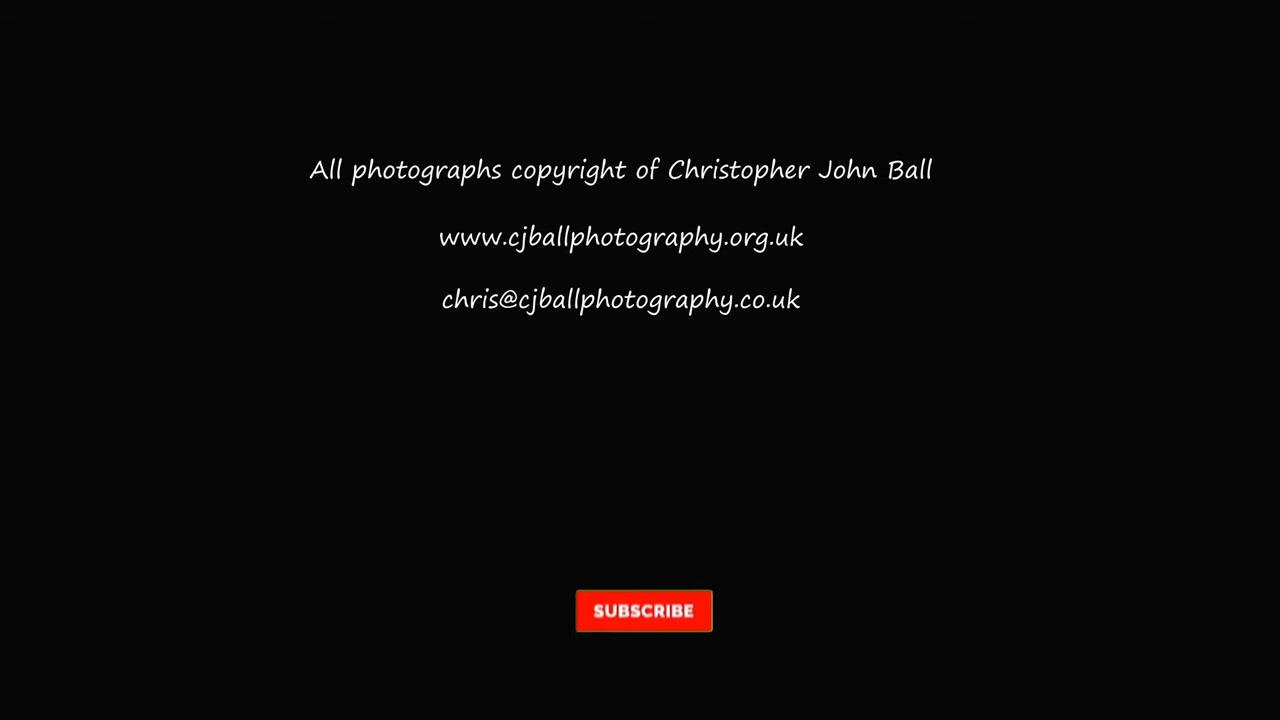 All photographs copyright of Christopher John Ball
www.cjballphotography.org.uk
chris@cjballphotography.co.uk
SUBSCRIBE